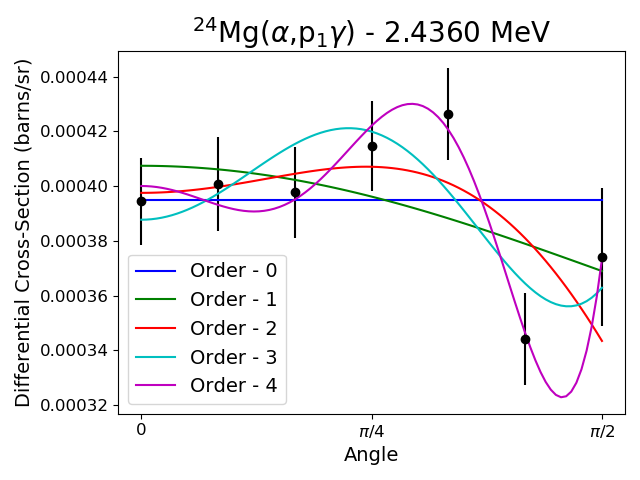 ²⁴Mg(α,p₁γ) - 2.4360 MeV
Differential Cross-Section (barns/sr)
0.00044
0.00042
0.00040
0.00038
0.00036
0.00034
0.00032
Order - 0
Order - 1
Order - 2
Order - 3
Order - 4
0
π/4
π/2
Angle